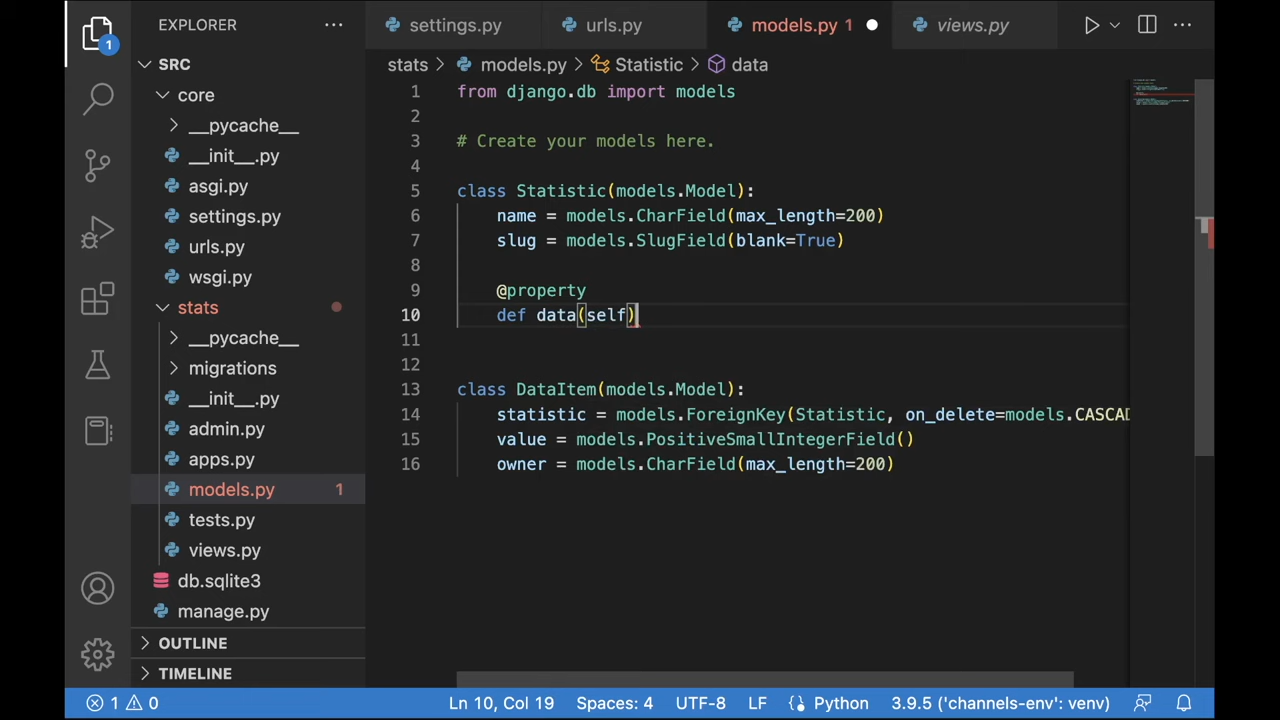 EXPLORER
settings.py
urls.py
models.py 1
views.py
1
SRC
stats > models.py > Statistic > data
core
__pycache__
__init__.py
asgi.py
settings.py
urls.py
wsgi.py
stats
__pycache__
migrations
__init__.py
admin.py
apps.py
models.py 1
tests.py
views.py
db.sqlite3
manage.py
OUTLINE
TIMELINE
1 from django.db import models
2
3 # Create your models here.
4
5 class Statistic(models.Model):
6 name = models.CharField(max_length=200)
7 slug = models.SlugField(blank=True)
8
9 @property
10 def data(self)
11
12
13 class DataItem(models.Model):
14 statistic = models.ForeignKey(Statistic, on_delete=models.CASCAD
15 value = models.PositiveSmallIntegerField()
16 owner = models.CharField(max_length=200)
1 0 Ln 10, Col 19 Spaces: 4 UTF-8 LF Python 3.9.5 ('channels-env': venv)